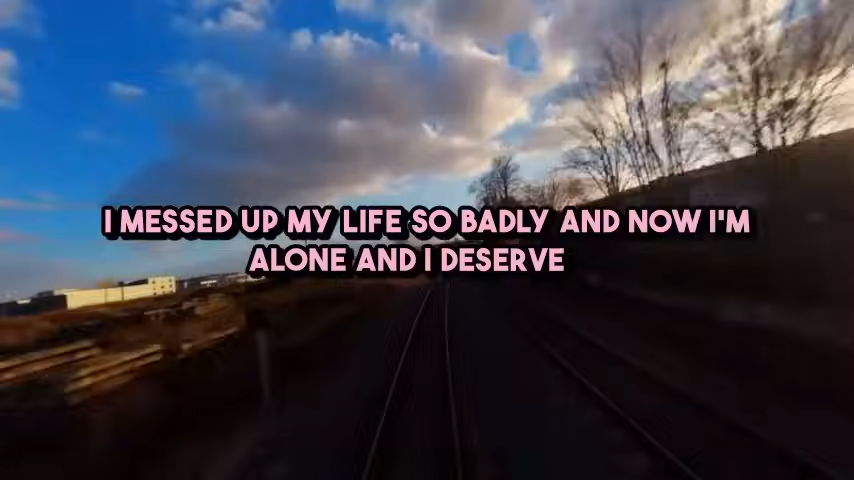 I MESSED UP MY LIFE SO BADLY AND NOW I'M
ALONE AND I DESERVE